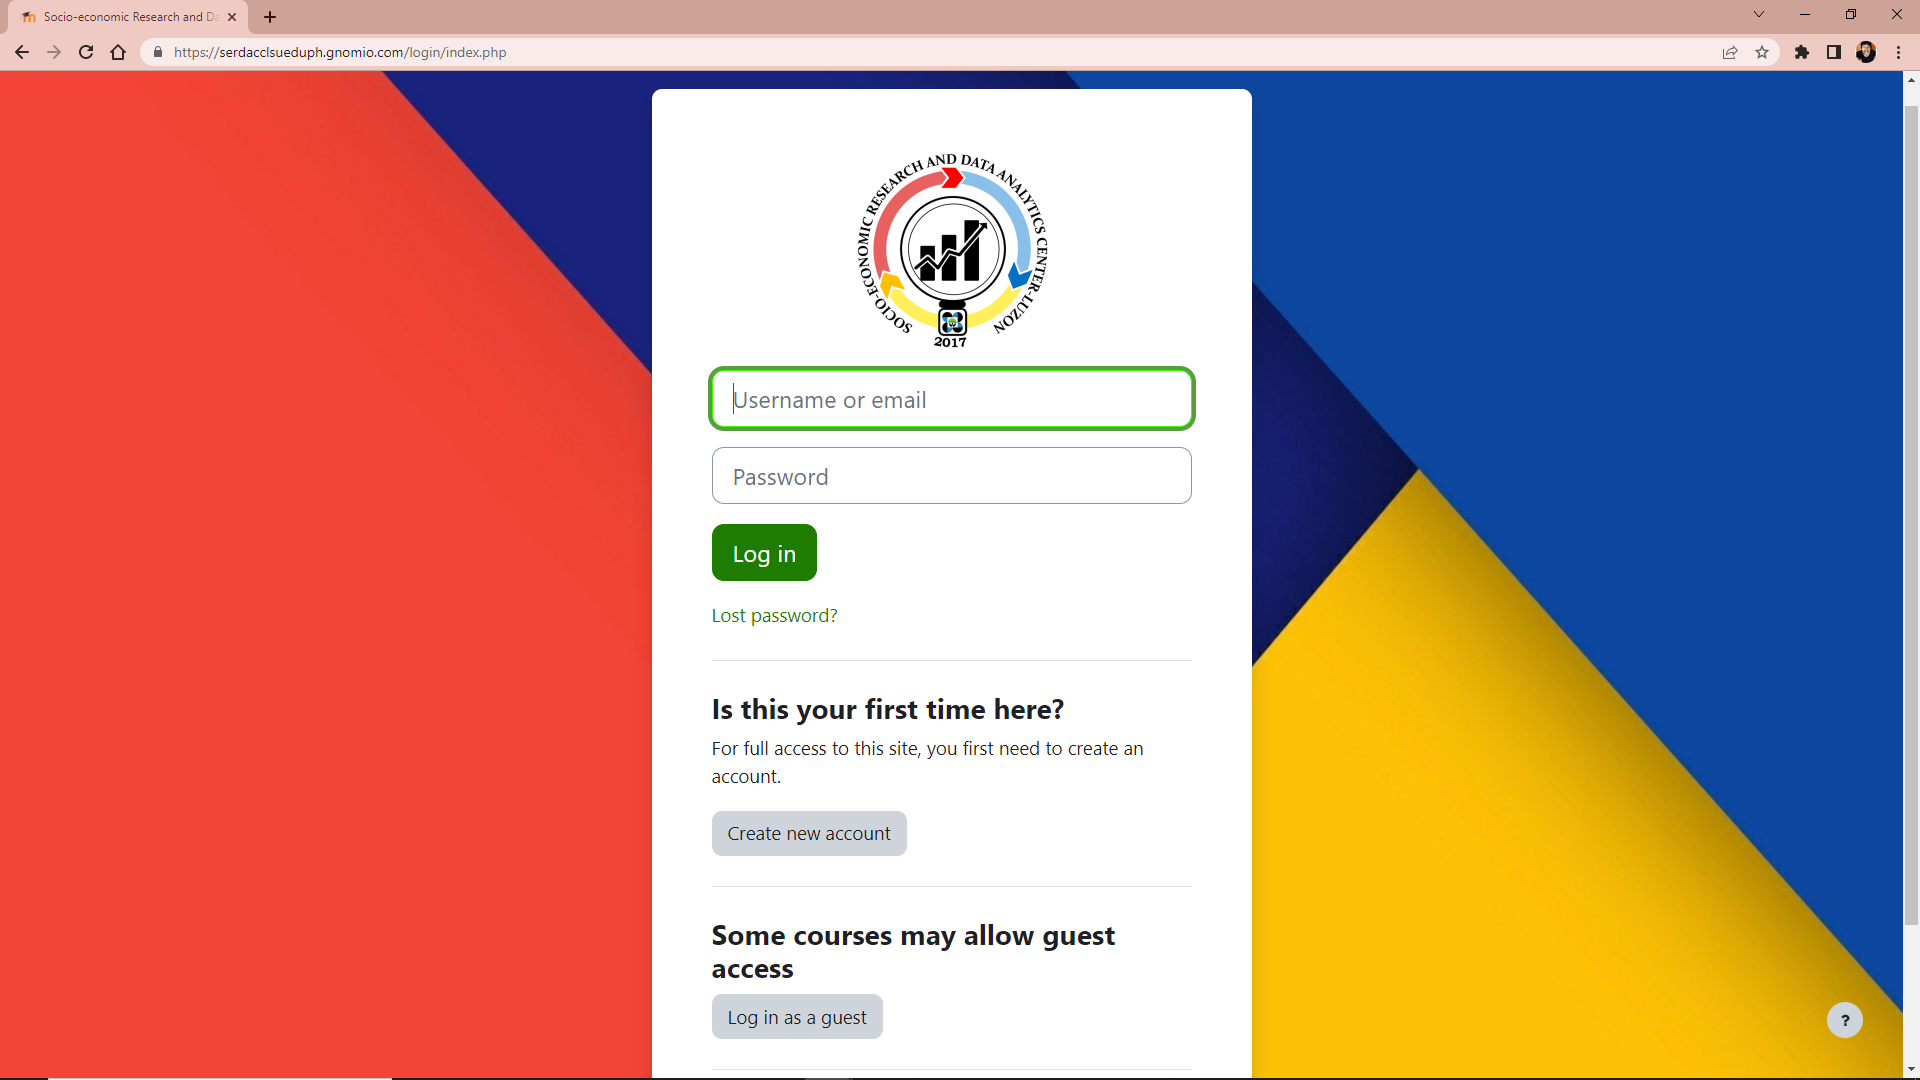 Socio-economic Research and Da
https://serdacclsueduph.gnomio.com/login/index.php
SOCIO-ECONOMIC RESEARCH AND DATA ANALYTICS CENTER-LUZON
2017
Username or email
Password
Log in
Lost password?
Is this your first time here?
For full access to this site, you first need to create an
account.
Create new account
Some courses may allow guest
access
Log in as a guest
?